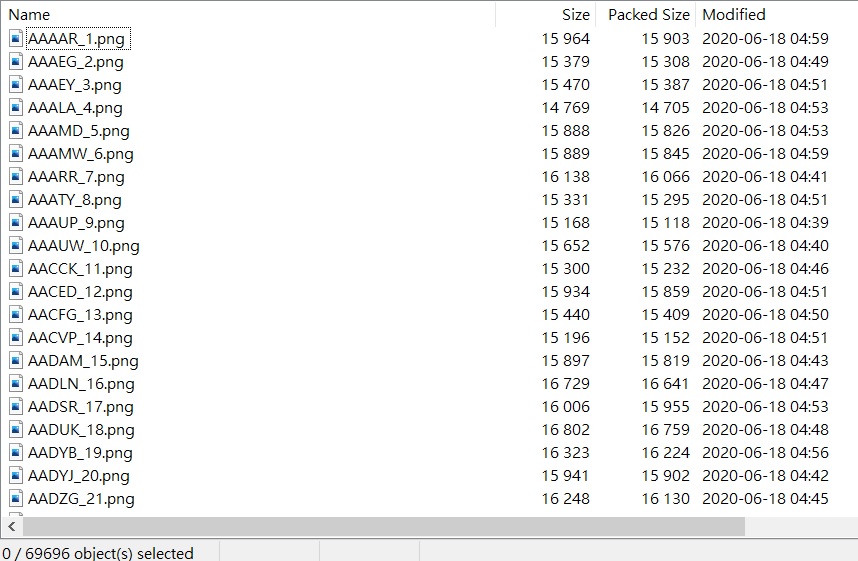 Name Size Packed Size Modified
AAAAR_1.png 15 964 15 903 2020-06-18 04:59
AAAEG_2.png 15 379 15 308 2020-06-18 04:49
AAAEY_3.png 15 470 15 387 2020-06-18 04:51
AAALA_4.png 14 769 14 705 2020-06-18 04:53
AAAMD_5.png 15 888 15 826 2020-06-18 04:53
AAAMW_6.png 15 889 15 845 2020-06-18 04:59
AAARR_7.png 16 138 16 066 2020-06-18 04:41
AAATY_8.png 15 331 15 295 2020-06-18 04:51
AAAUP_9.png 15 168 15 118 2020-06-18 04:39
AAAUW_10.png 15 652 15 576 2020-06-18 04:40
AACCK_11.png 15 300 15 232 2020-06-18 04:46
AACED_12.png 15 934 15 859 2020-06-18 04:51
AACFG_13.png 15 440 15 409 2020-06-18 04:50
AACVP_14.png 15 196 15 152 2020-06-18 04:51
AADAM_15.png 15 897 15 819 2020-06-18 04:43
AADLN_16.png 16 729 16 641 2020-06-18 04:47
AADSR_17.png 16 006 15 955 2020-06-18 04:53
AADUK_18.png 16 802 16 759 2020-06-18 04:48
AADYB_19.png 16 323 16 224 2020-06-18 04:56
AADYJ_20.png 15 941 15 902 2020-06-18 04:42
AADZG_21.png 16 248 16 130 2020-06-18 04:45
0 / 69696 object(s) selected